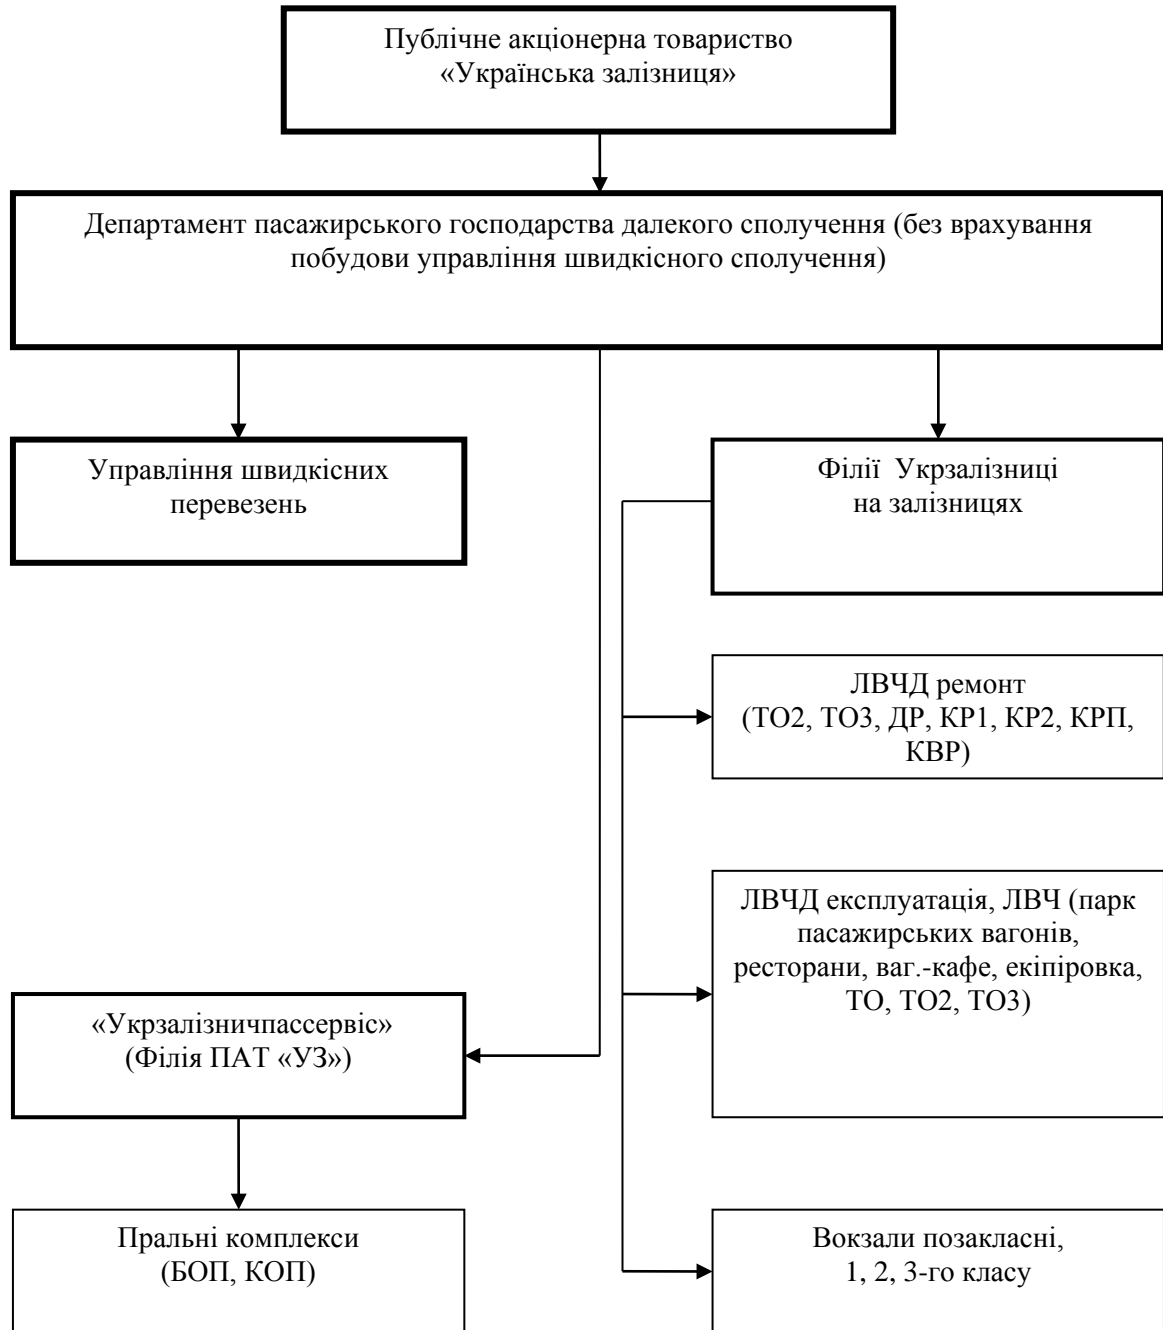 Публічне акціонерна товариство
«Українська залізниця»
Департамент пасажирського господарства далекого сполучення (без врахування
побудови управління швидкісного сполучення)
Управління швидкісних
перевезень
Філії Укрзалізниці
на залізницях
ЛВЧД ремонт
(ТО2, ТО3, ДР, КР1, КР2, КРП,
КВР)
ЛВЧД експлуатація, ЛВЧ (парк
пасажирських вагонів,
ресторани, ваг.-кафе, екіпіровка,
ТО, ТО2, ТО3)
«Укрзалізничпассервіс»
(Філія ПАТ «УЗ»)
Пральні комплекси
(БОП, КОП)
Вокзали позакласні,
1, 2, 3-го класу